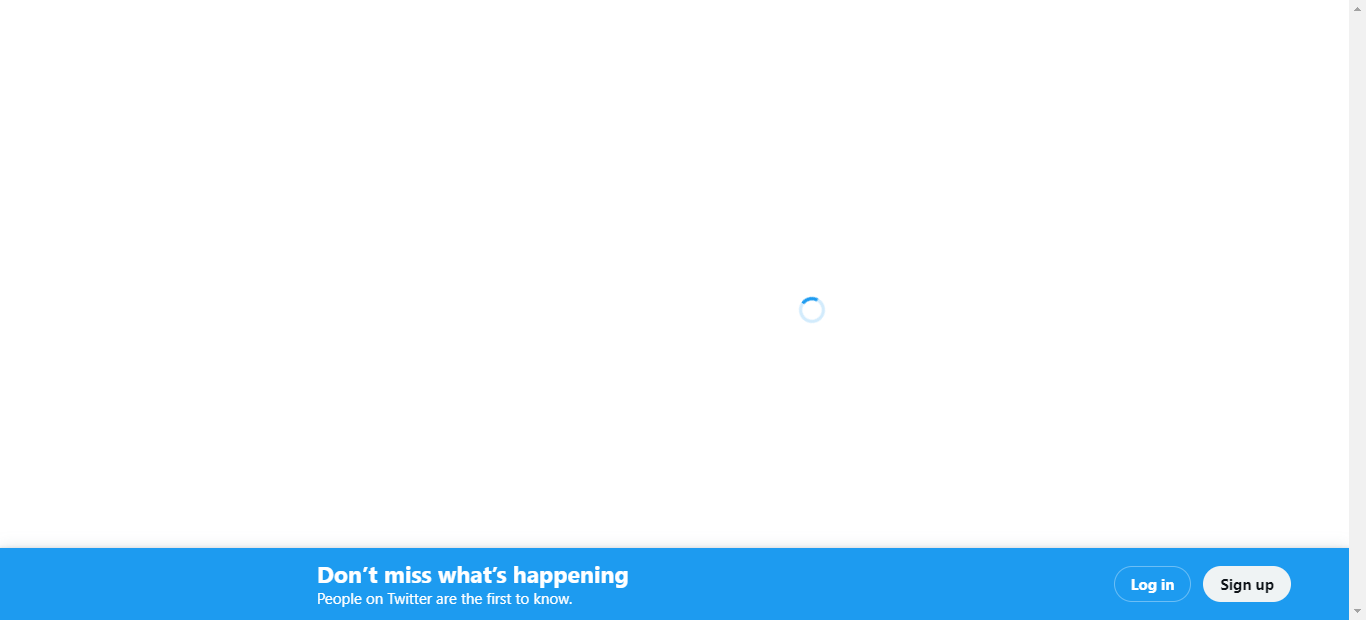 Don’t miss what’s happening
People on Twitter are the first to know.
Log in
Sign up